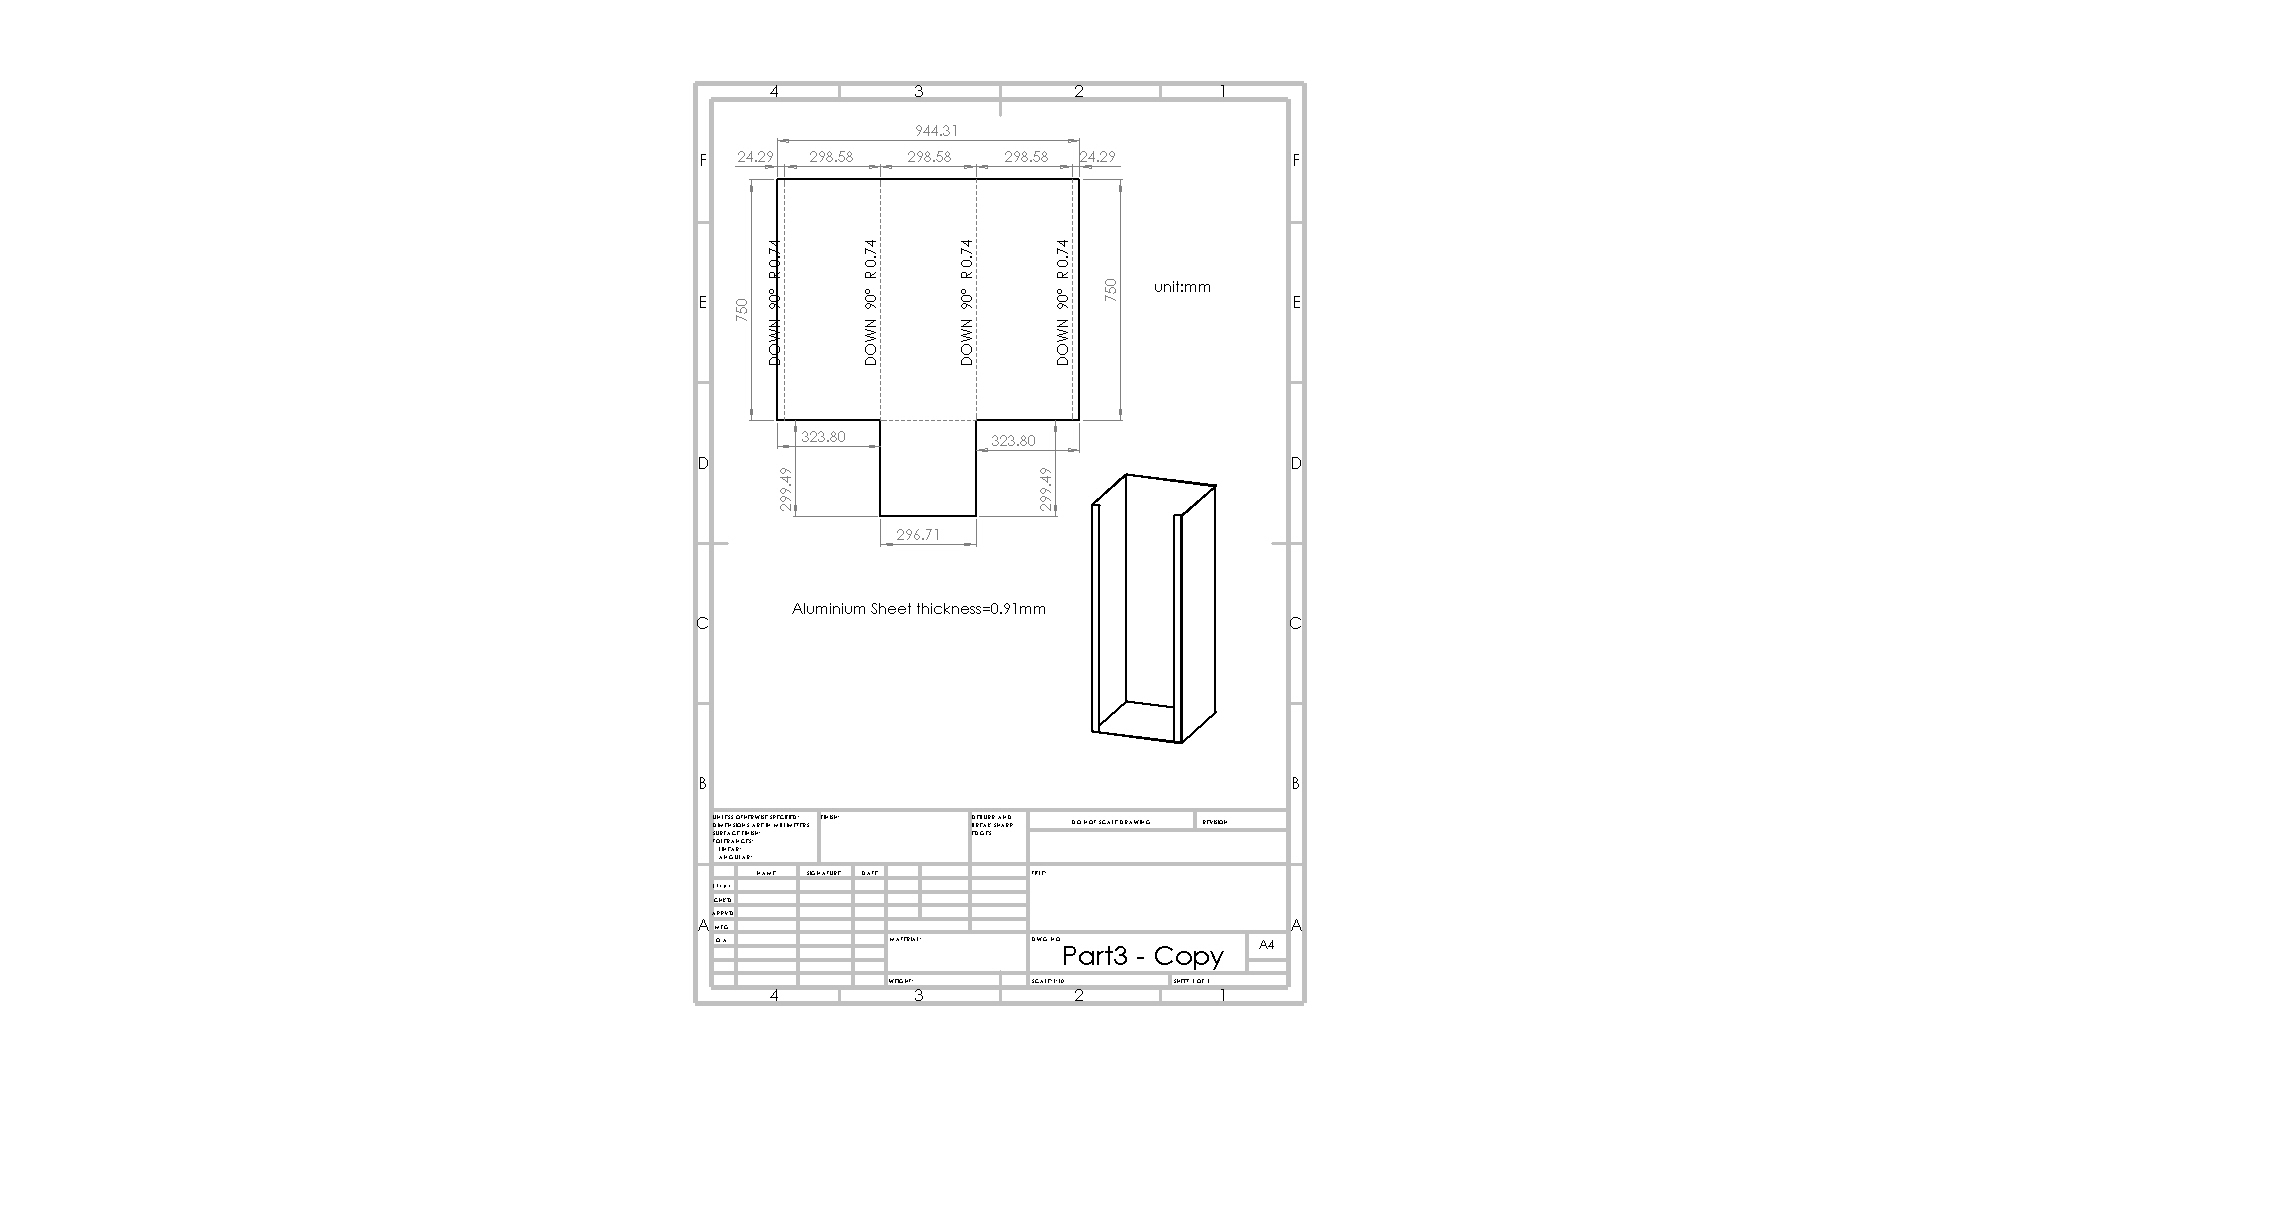 4 3 2 1
944.31
F 24.29 298.58 298.58 298.58 24.29 F
DOWN 90° R 0.74
DOWN 90° R 0.74
DOWN 90° R 0.74
DOWN 90° R 0.74
750
750
unit:mm
E E
323.80
323.80
D D
299.49
299.49
296.71
Aluminium Sheet thickness=0.91mm
C C
B B
UNLESS OTHERWISE SPECIFIED:
DIMENSIONS ARE IN MILLIMETERS
SURFACE FINISH:
TOLERANCES:
LINEAR:
ANGULAR:
FINISH:
DEBURR AND
BREAK SHARP
EDGES
DO NOT SCALE DRAWING
REVISION
NAME SIGNATURE DATE
TITLE:
CHK'D
APPV'D
MFG
Q.A
MATERIAL:
DWG NO.
Part3 - Copy
A4
WEIGHT:
SCALE:1:10
SHEET 1 OF 1
A A
4 3 2 1